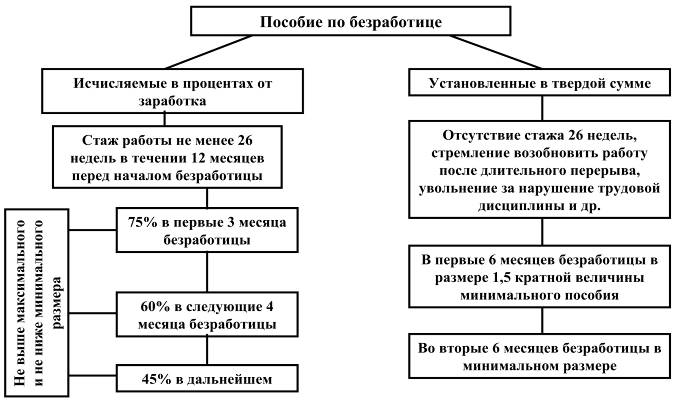 Пособие по безработице
Исчисляемые в процентах от
заработка
Стаж работы не менее 26
недель в течении 12 месяцев
перед началом безработицы
75% в первые 3 месяца
безработицы
60% в следующие 4
месяца безработицы
45% в дальнейшем
Не выше максимального
и не ниже минимального
размера
Установленные в твердой сумме
Отсутствие стажа 26 недель,
стремление возобновить работу
после длительного перерыва,
увольнение за нарушение трудовой
дисциплины и др.
В первые 6 месяцев безработицы в
размере 1,5 кратной величины
минимального пособия
Во вторые 6 месяцев безработицы в
минимальном размере